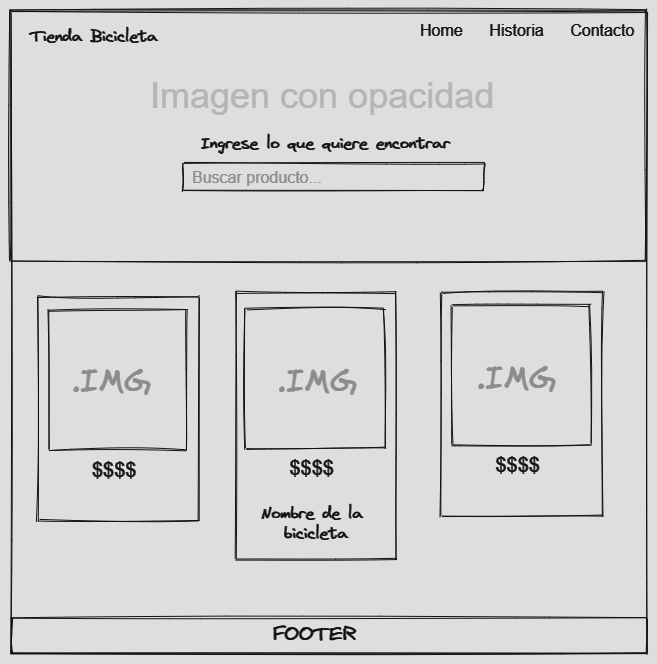 Tienda Bicicleta
Home Historia Contacto
Imagen con opacidad
Ingrese lo que quiere encontrar
Buscar producto...
.IMG, .IMG, .IMG,
$$$$ $$$$ $$$$
Nombre de la
bicicleta
FOOTER